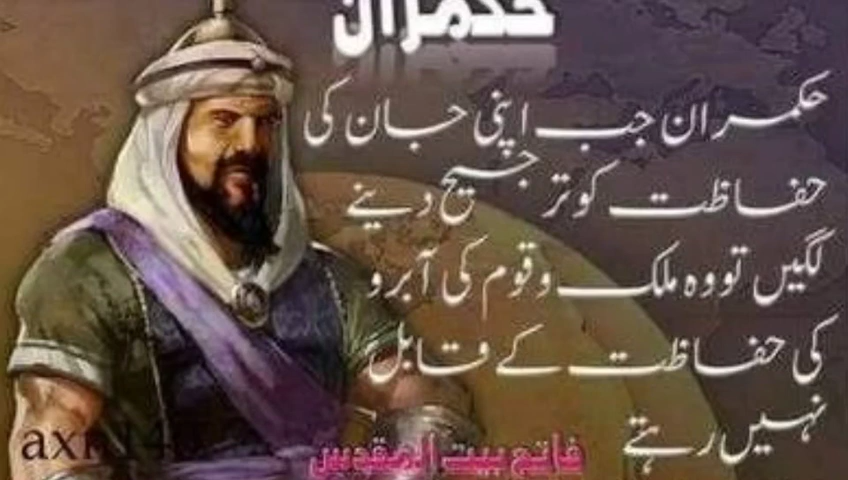 حکمران
حکمران جب اپنی جان کی
حفاظت کو ترجیح دینے
لگیں تو وہ ملک و قوم کی آبرو
کی حفاظت کے قابل
نہیں رہتے
فاتح بیت المقدس